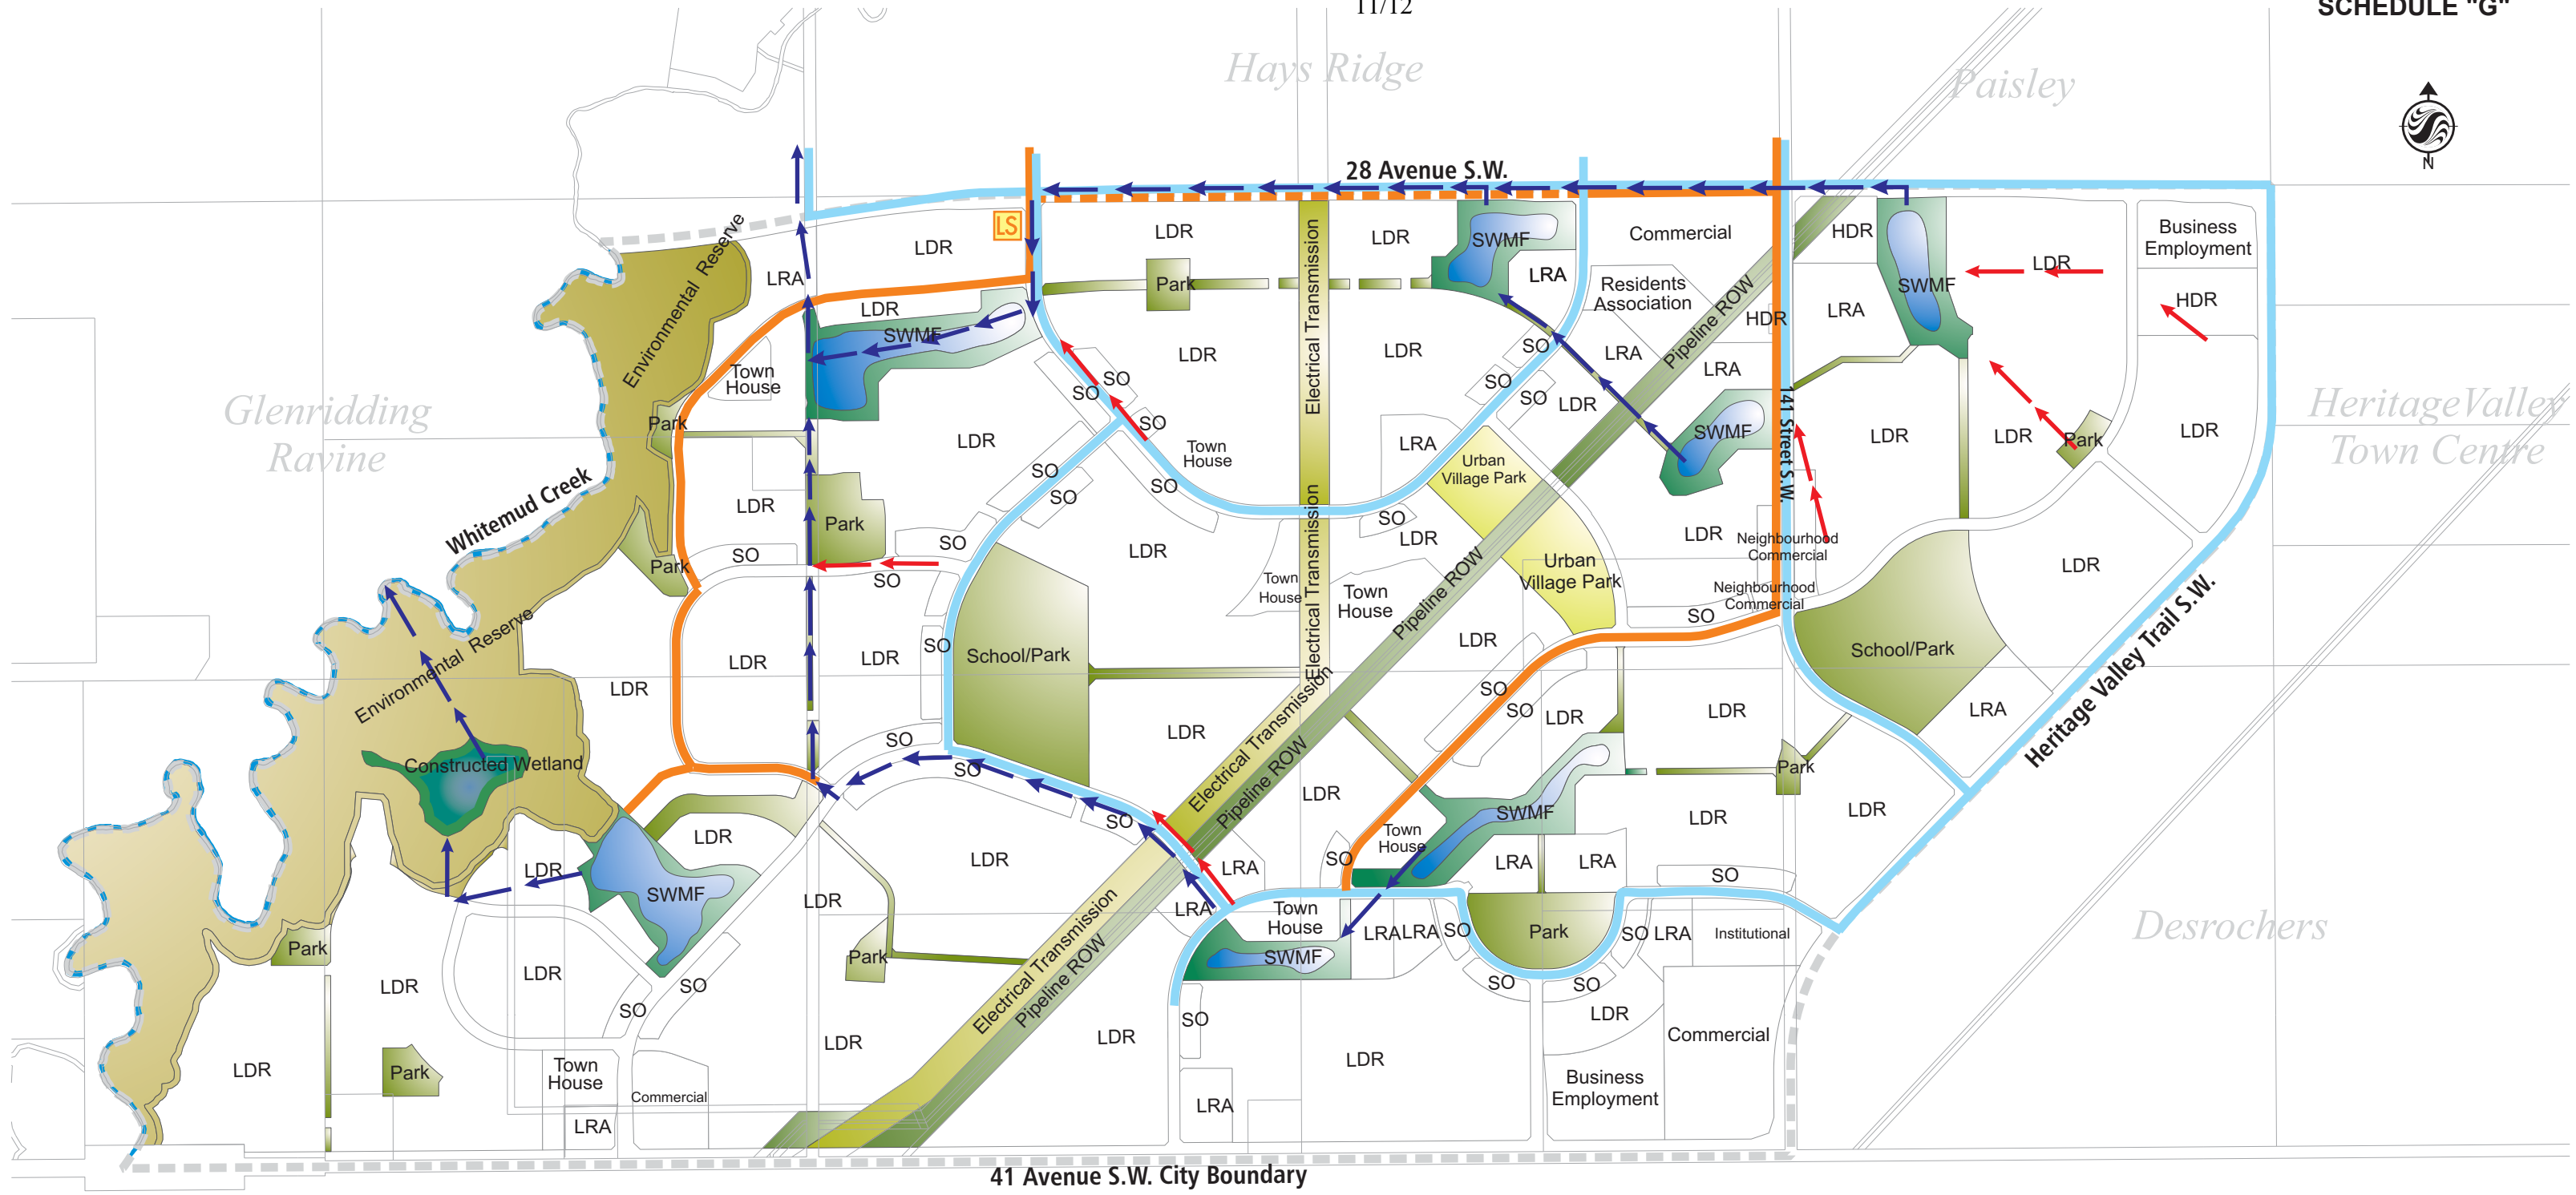 11/12
SCHEDULE "G"
Hays Ridge
Paisley
N
28 Avenue S.W.
LS
LDR
LDR
LDR
SWMF
Commercial
HDR
Business
Employment
LRA
LDR
SWMF
Park
LRA
Residents
Association
LRA
SWMF
LDR
HDR
HDR
Environmental Reserve
Electrical Transmission
Pipeline ROW
Town
House
LDR
LDR
SO
LRA
LRA
SO
SO
SO
SO
SO
LDR
Glenridding
Ravine
Park
LDR
Town
House
LRA
SWMF
141 Street S.W.
LDR
LDR
Park
LDR
Heritage Valley
Town Centre
Whitemud Creek
SO
SO
SO
Urban
Village Park
Electrical Transmission
LDR
Park
SO
LDR
LDR
Neighbourhood
Commercial
SO
SO
LDR
Urban
Village Park
LDR
Park
SO
Town
House
Town
House
Pipeline ROW
Neighbourhood
Commercial
SO
Environmental Reserve
LDR
LDR
LDR
SO
School/Park
LDR
School/Park
Heritage Valley Trail S.W.
SO
SO
LDR
LDR
LRA
Constructed Wetland
SO
SO
LDR
Electrical Transmission
Pipeline ROW
LDR
Park
LDR
SO
LDR
Town
House
SWMF
LDR
LDR
LDR
SWMF
LDR
LRA
SO
LRA
LRA
SO
LRA
Town
House
LRA
LRA
SO
Park
SO
LRA
Institutional
Desrochers
Park
LDR
LDR
SO
SO
Park
Electrical Transmission
Pipeline ROW
SWMF
SO
SO
LDR
LDR
Park
Town
House
LRA
Commercial
LDR
LDR
SO
LRA
LDR
LDR
Business
Employment
Commercial
41 Avenue S.W. City Boundary